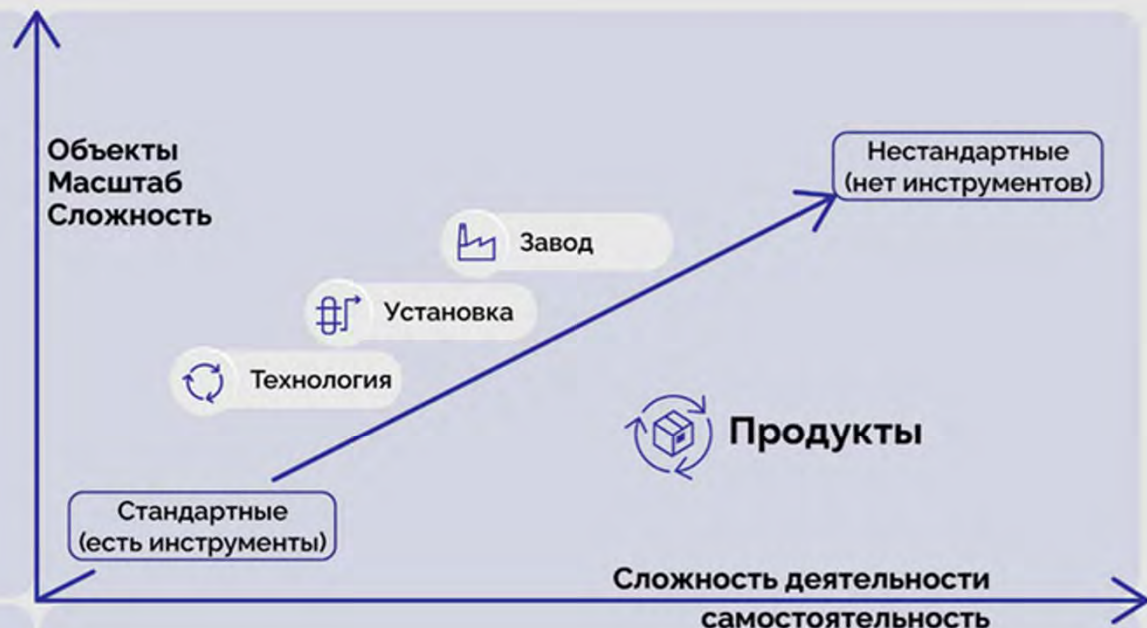 Объекты
Масштаб
Сложность
Нестандартные
(нет инструментов)
Завод
Установка
Технология
Продукты
Стандартные
(есть инструменты)
Сложность деятельности
самостоятельность